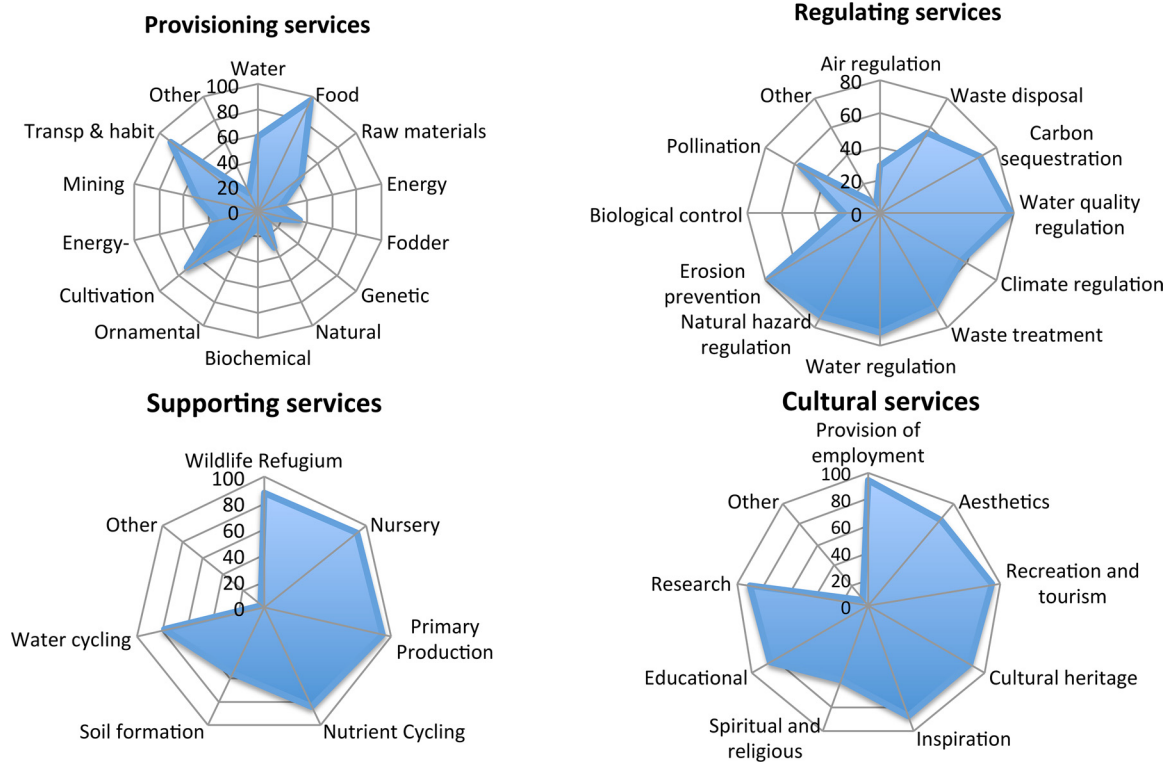 Provisioning services
Water
Food
Raw materials
Energy
Fodder
Genetic
Natural
Biochemical
Ornamental
Cultivation
Energy-
Mining
Transp & habit
Other
100
80
60
40
20
0
Regulating services
Air regulation
Waste disposal
Carbon
sequestration
Water quality
regulation
Climate regulation
Waste treatment
Water regulation
Natural hazard
regulation
Erosion
prevention
Biological control
Pollination
Other
80
60
40
20
0
Supporting services
Wildlife Refugium
Nursery
Primary
Production
Nutrient Cycling
Soil formation
Water cycling
Other
100
80
60
40
20
0
Cultural services
Provision of
employment
Aesthetics
Recreation and
tourism
Cultural heritage
Inspiration
Spiritual and
religious
Educational
Research
Other
100
80
60
40
20
0